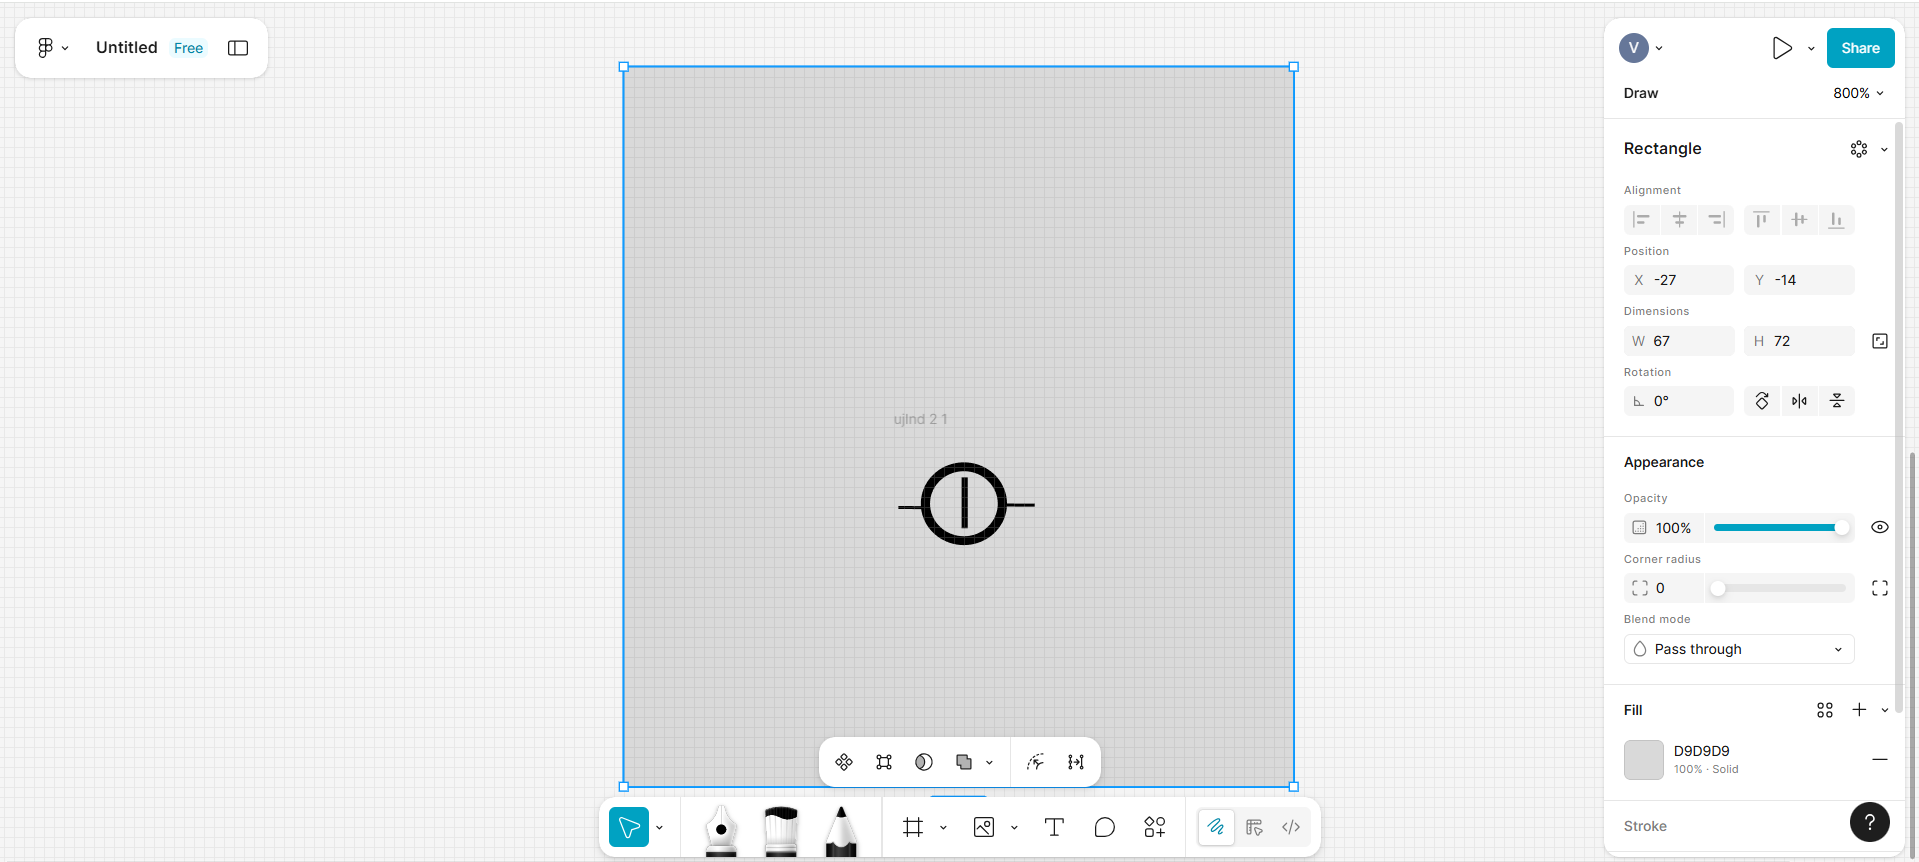 Untitled Free
V
Share
Draw 800%
Rectangle
Alignment
Position
X -27 Y -14
Dimensions
W 67 H 72
Rotation
0°
Appearance
Opacity
100%
Corner radius
0
Blend mode
Pass through
Fill
D9D9D9
100% · Solid
Stroke
?
ujlnd 2 1